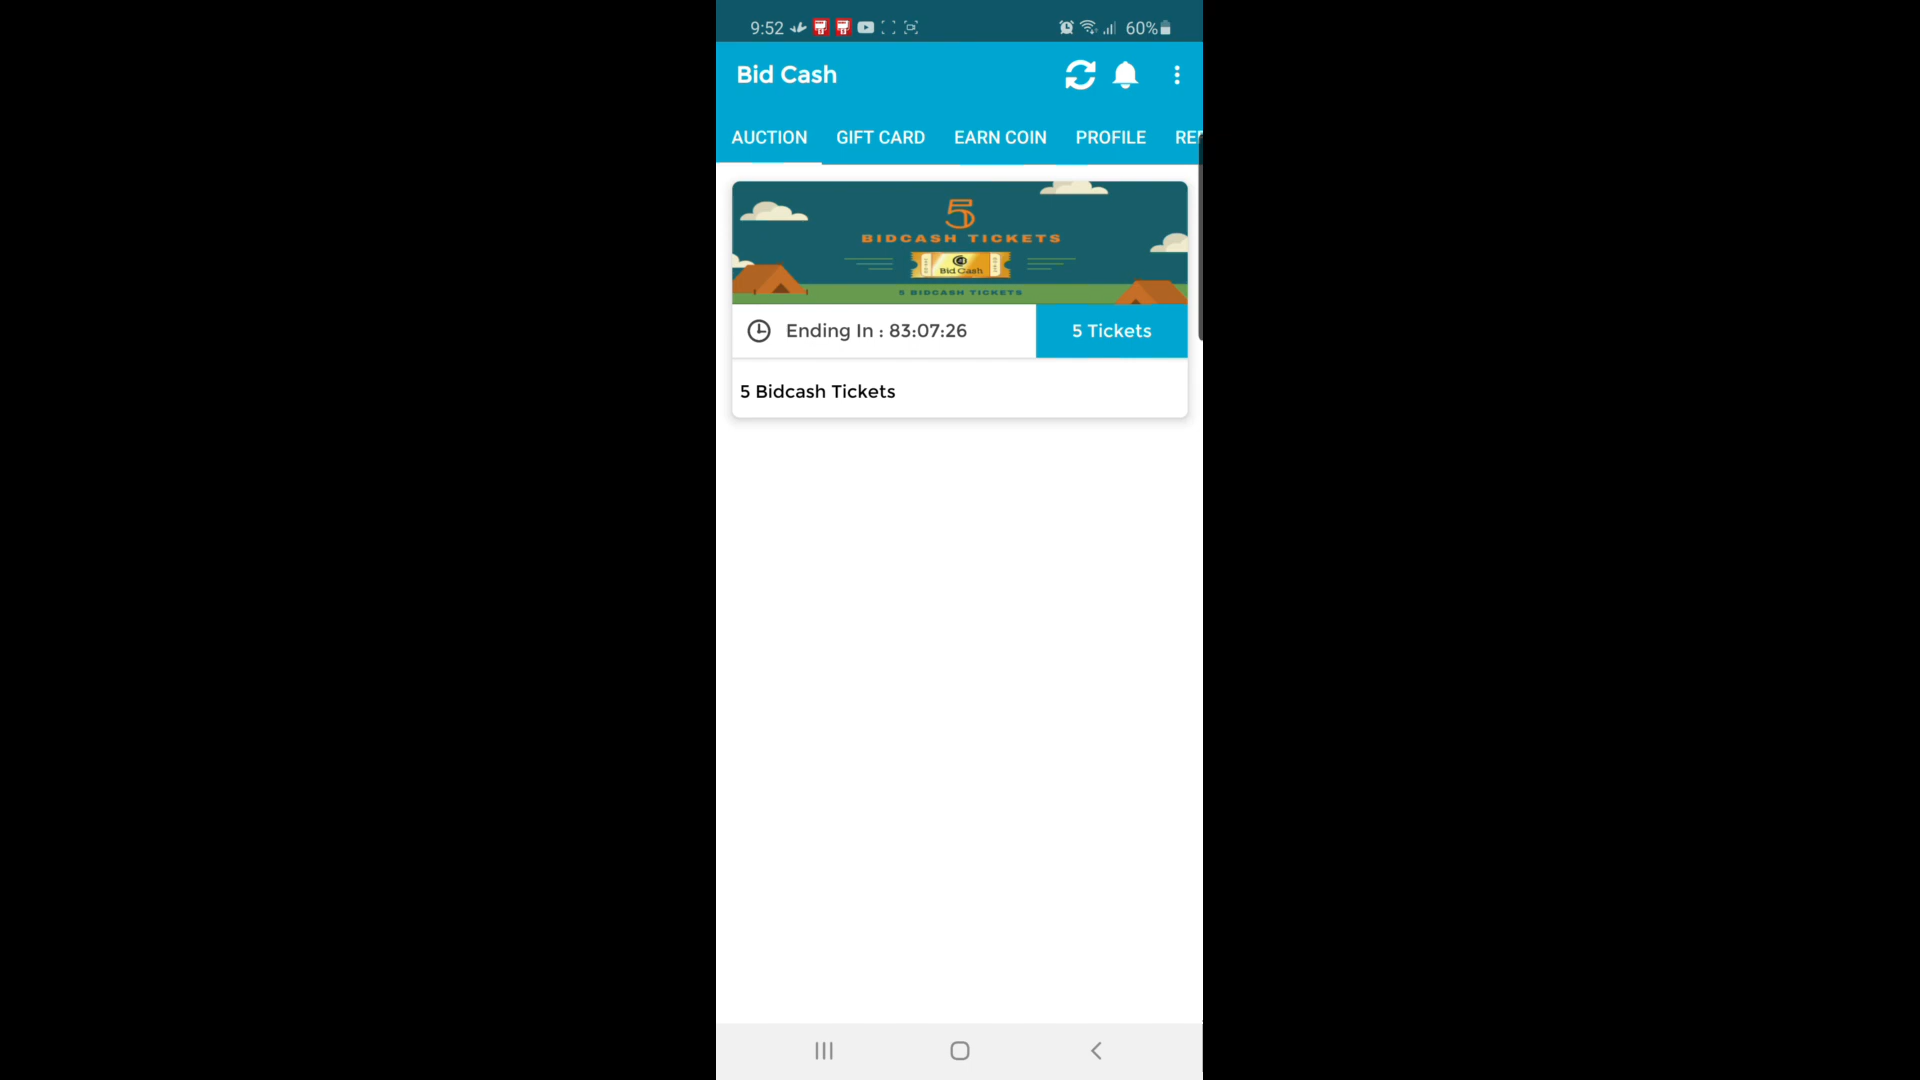 9:52
60%
Bid Cash
AUCTION GIFT CARD EARN COIN PROFILE
5
BIDCASH TICKETS
Bid Cash
5 BIDCASH TICKETS
Ending In : 83:07:26
5 Tickets
5 Bidcash Tickets